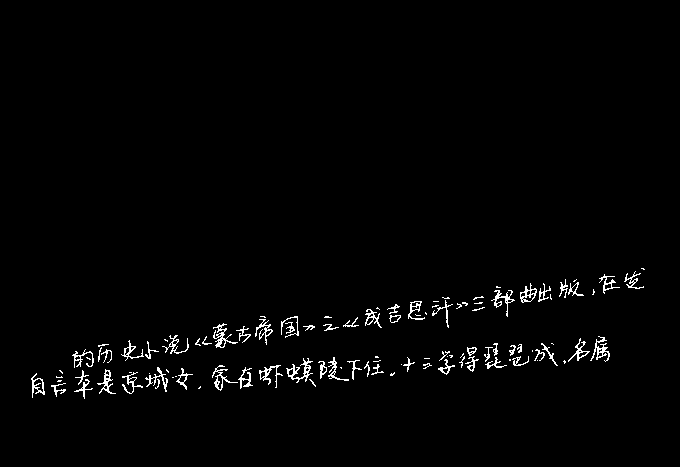 的历史小说《蒙古帝国》之《成吉思汗》三部曲出版,在发
自言本是京城女,家在虾蟆陵下住。十三学得琵琶成,名属